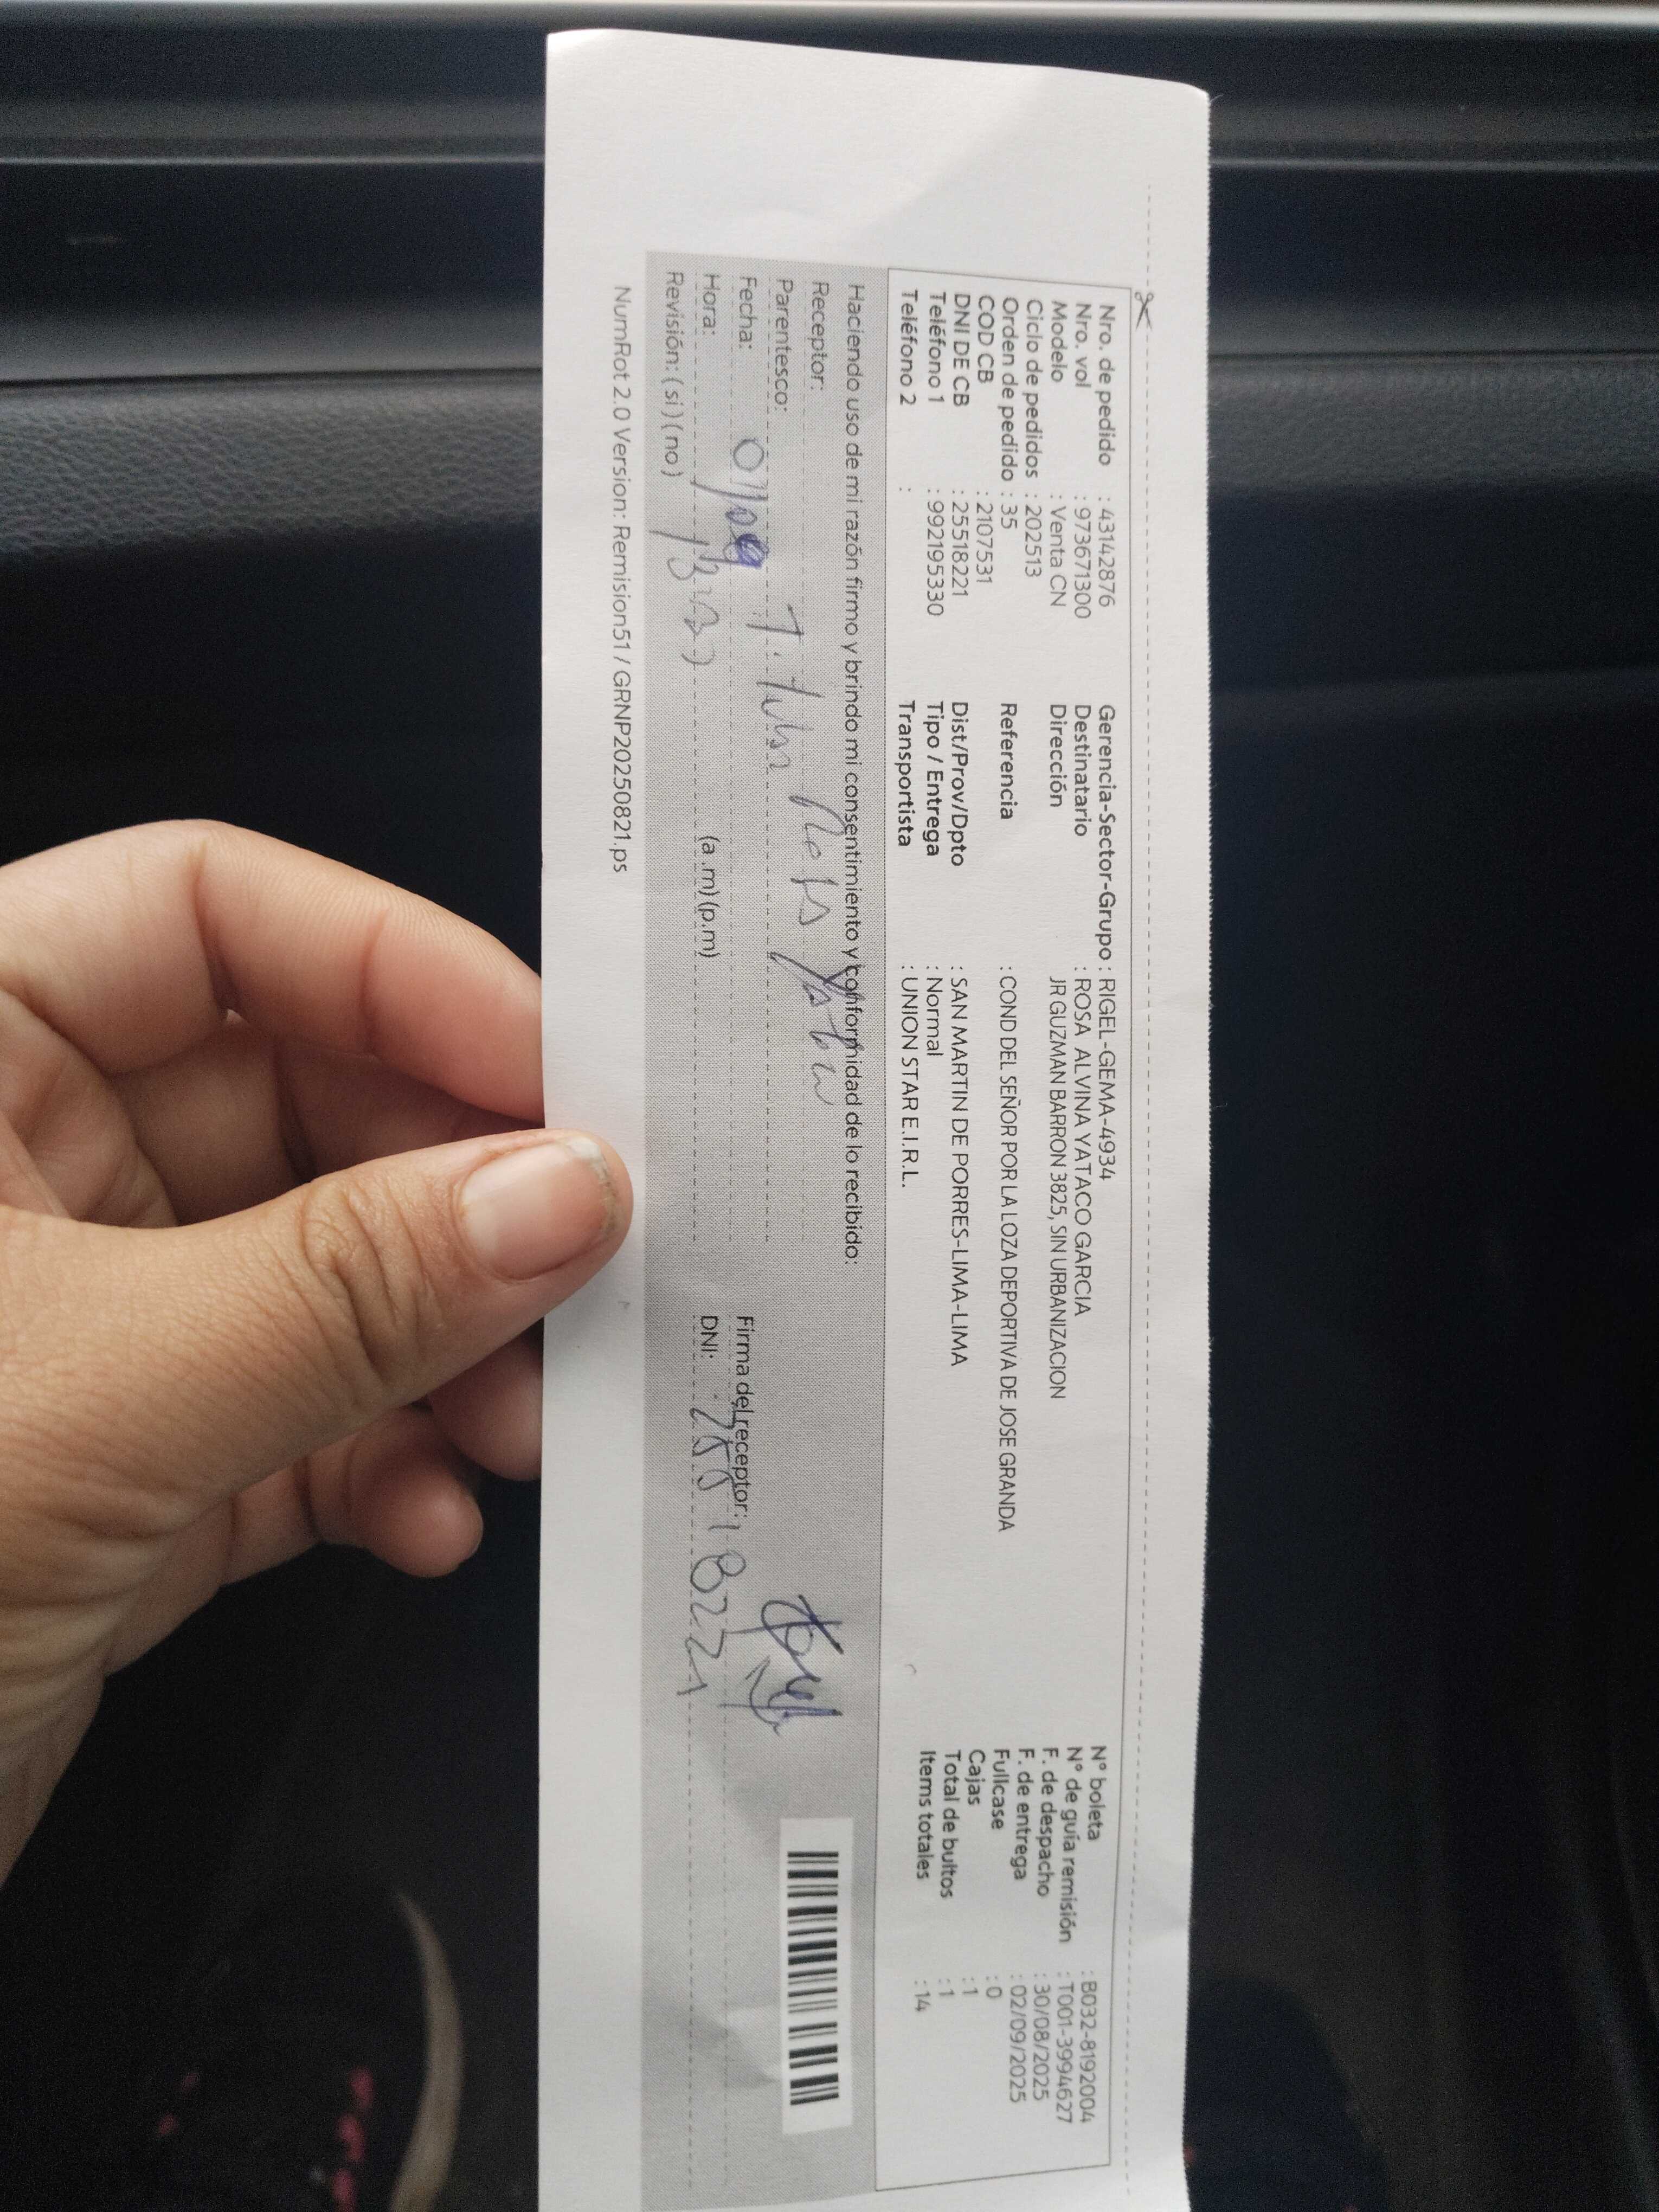 Nro. de pedido : 43142876 Gerencia-Sector-Grupo : RIGEL-GEMA-4934 N° boleta : B032-8192004
Nro. vol : 973671300 Destinatario : ROSA ALVINA YATACO GARCIA N° de guía remisión : T001-3994627
Modelo : Venta CN Dirección JR GUZMAN BARRON 3825, SIN URBANIZACION F. de despacho : 30/08/2025
Ciclo de pedidos : 202513 F. de entrega : 02/09/2025
Orden de pedido : 35 Referencia : COND DEL SEÑOR POR LA LOZA DEPORTIVA DE JOSE GRANDA Fullcase : 0
COD CB : 2107531 Cajas : 1
DNI DE CB : 25518221 Dist/Prov/Dpto : SAN MARTIN DE PORRES-LIMA-LIMA Total de bultos : 1
Teléfono 1 : 992195330 Tipo / Entrega : Normal Items totales : 14
Teléfono 2 : Transportista : UNION STAR E.I.R.L.
Haciendo uso de mi razón firmo y brindo mi consentimiento y conformidad de lo recibido:
Receptor:
Parentesco:
Fecha: Firma del receptor:
Hora: (a.m) (p.m) DNI: 25518221
Revisión: ( si ) ( no )
NumRot 2.0 Version: Remision51 / GRNP20250821.ps